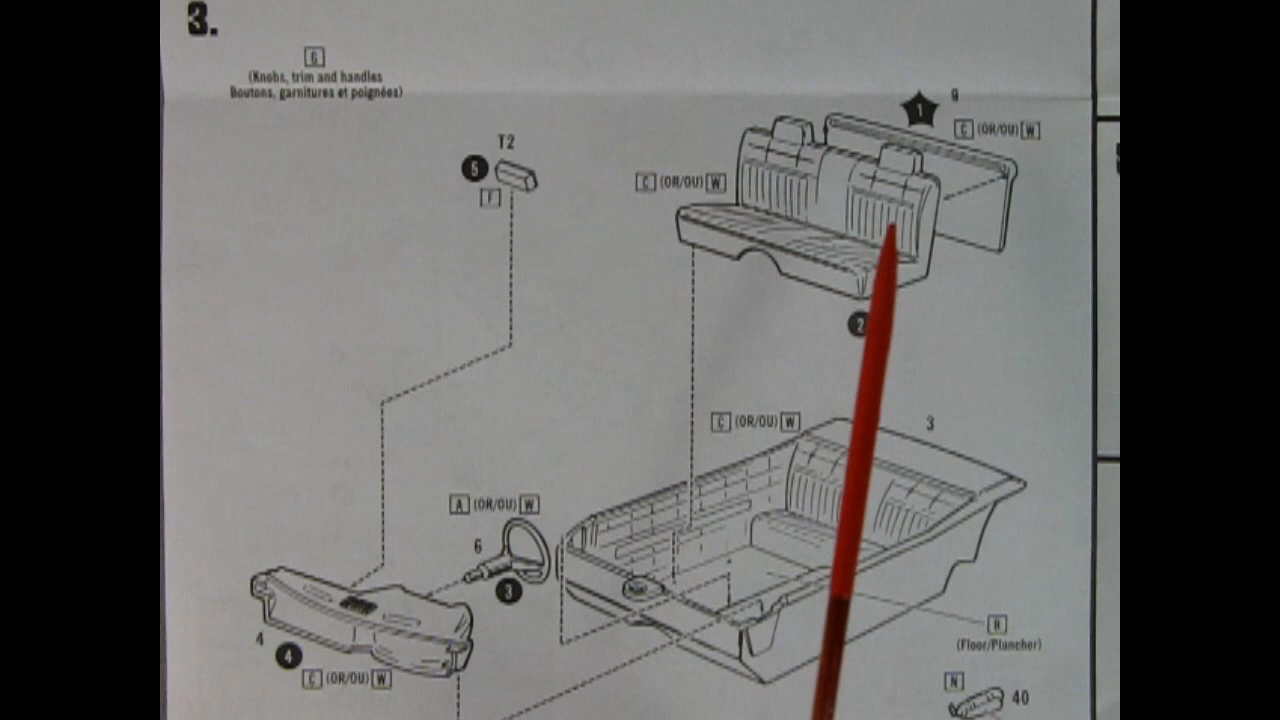 3.
G
(Knobs, trim and handles
Boutons, garnitures et poignées)
T2
5
F
1
9
C (OR/OU) W
C (OR/OU) W
2
C (OR/OU) W
3
A (OR/OU) W
6
3
4
4
C (OR/OU) W
(Floor/Plancher)
N
40